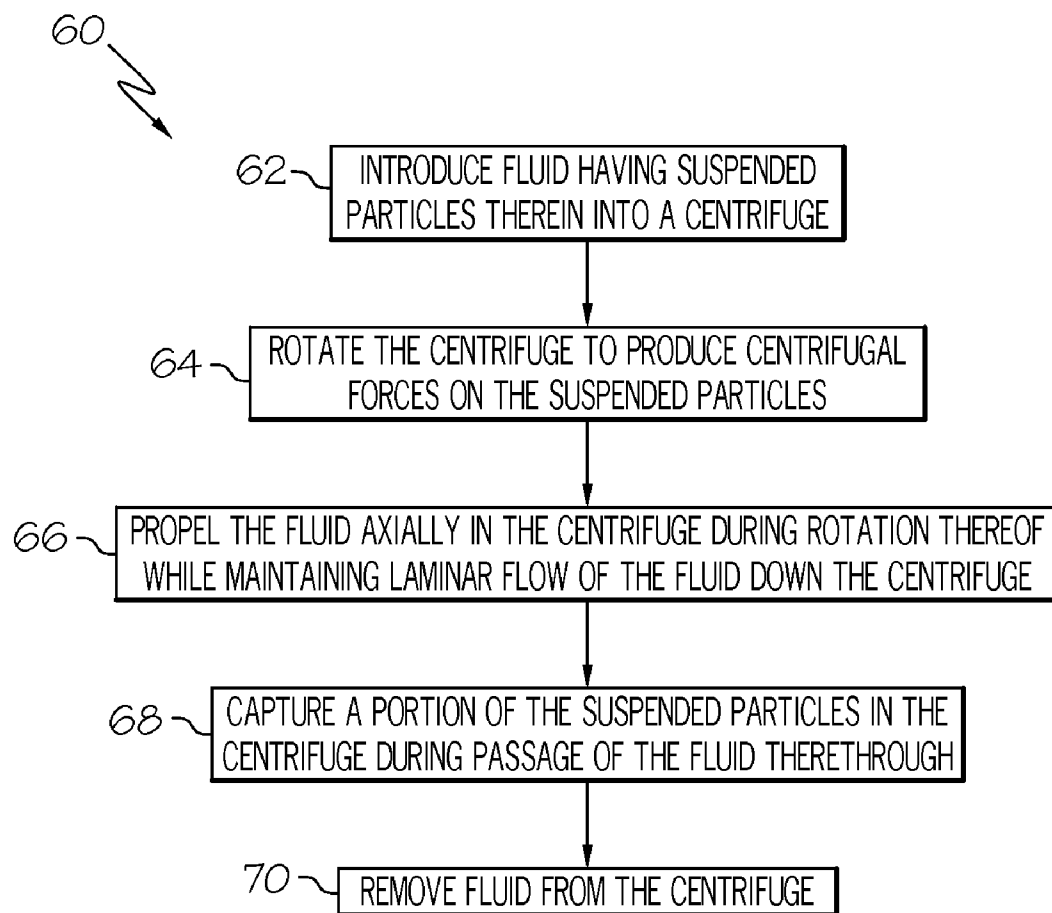 60
62
INTRODUCE FLUID HAVING SUSPENDED
PARTICLES THEREIN INTO A CENTRIFUGE
64
ROTATE THE CENTRIFUGE TO PRODUCE CENTRIFUGAL
FORCES ON THE SUSPENDED PARTICLES
66
PROPEL THE FLUID AXIALLY IN THE CENTRIFUGE DURING ROTATION THEREOF
WHILE MAINTAINING LAMINAR FLOW OF THE FLUID DOWN THE CENTRIFUGE
68
CAPTURE A PORTION OF THE SUSPENDED PARTICLES IN THE
CENTRIFUGE DURING PASSAGE OF THE FLUID THERETHROUGH
70
REMOVE FLUID FROM THE CENTRIFUGE